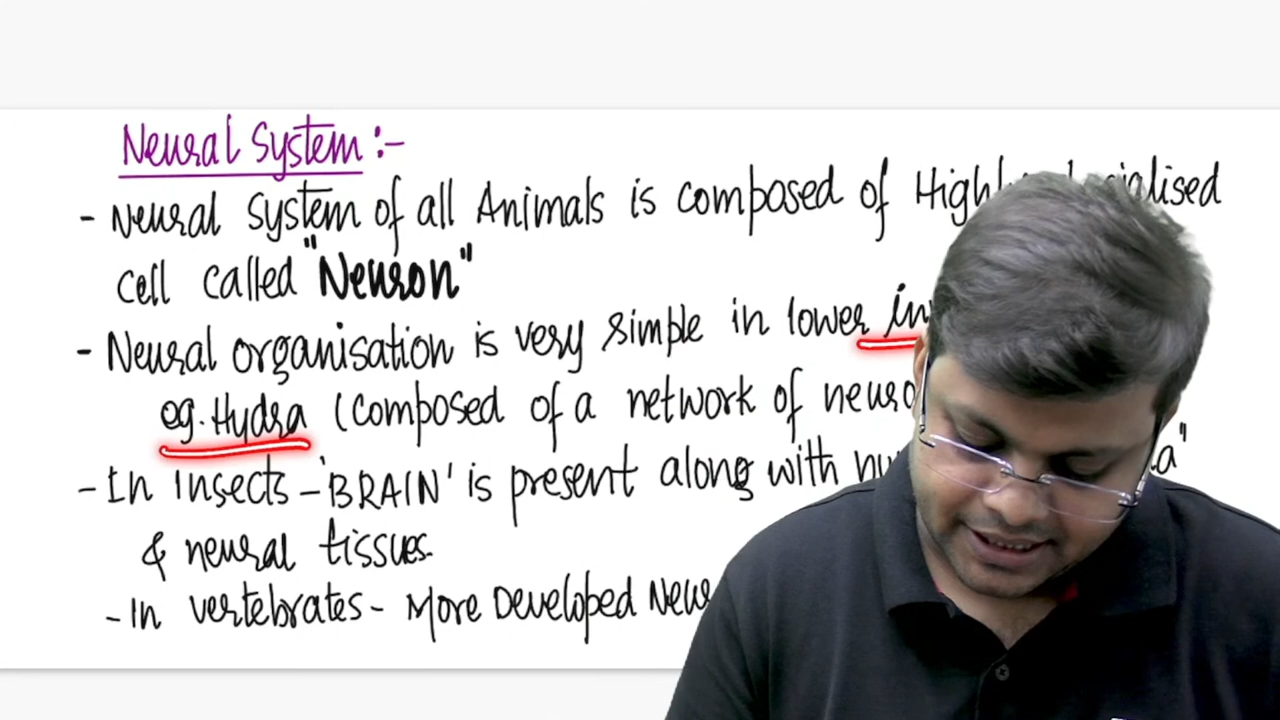 Neural System :-
- Neural System of all Animals is composed of
cell called "Neuron"
- Neural organisation is very simple in lower
eg. Hydra (Composed of a network of
- In Insects - 'BRAIN' is present along with
& neural tissues.
- In vertebrates - More Developed